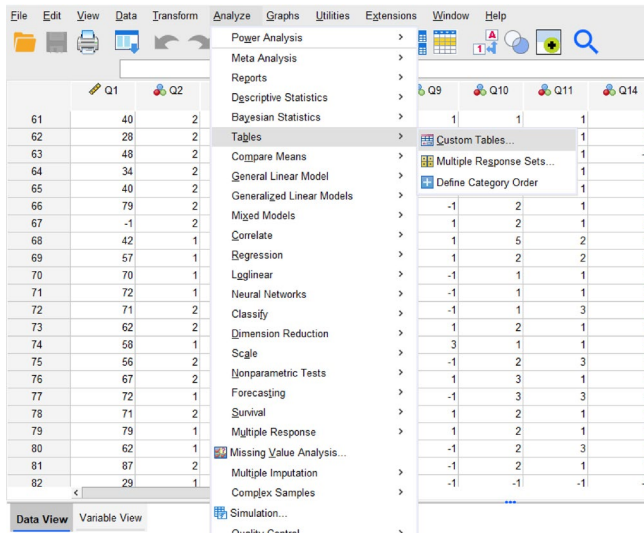 File Edit View Data Transform Analyze Graphs Utilities Extensions Window Help
Power Analysis
Meta Analysis
Reports
Descriptive Statistics
Bayesian Statistics
Tables
Compare Means
General Linear Model
Generalized Linear Models
Mixed Models
Correlate
Regression
Loglinear
Neural Networks
Classify
Dimension Reduction
Scale
Nonparametric Tests
Forecasting
Survival
Multiple Response
Missing Value Analysis...
Multiple Imputation
Complex Samples
Simulation...
Quality Control
Custom Tables...
Multiple Response Sets...
Define Category Order
A
1
Q1 Q2 Q9 Q10 Q11 Q14
61 40 2 1 1 1
62 28 2 1
63 48 2 1
64 34 2 1
65 40 2 1
66 79 2 -1 2 1
67 -1 2 1 2 1
68 42 1 1 5 2
69 57 1 1 2 2
70 70 1 -1 1 1
71 72 1 -1 1 1
72 71 2 -1 1 3
73 62 2 1 2 1
74 58 1 3 1 1
75 56 2 -1 2 3
76 67 2 1 3 1
77 72 1 -1 3 3
78 71 2 1 2 1
79 79 1 1 2 1
80 62 1 -1 2 3
81 87 2 -1 2 1
82 29 1 -1 -1 -1
Data View Variable View